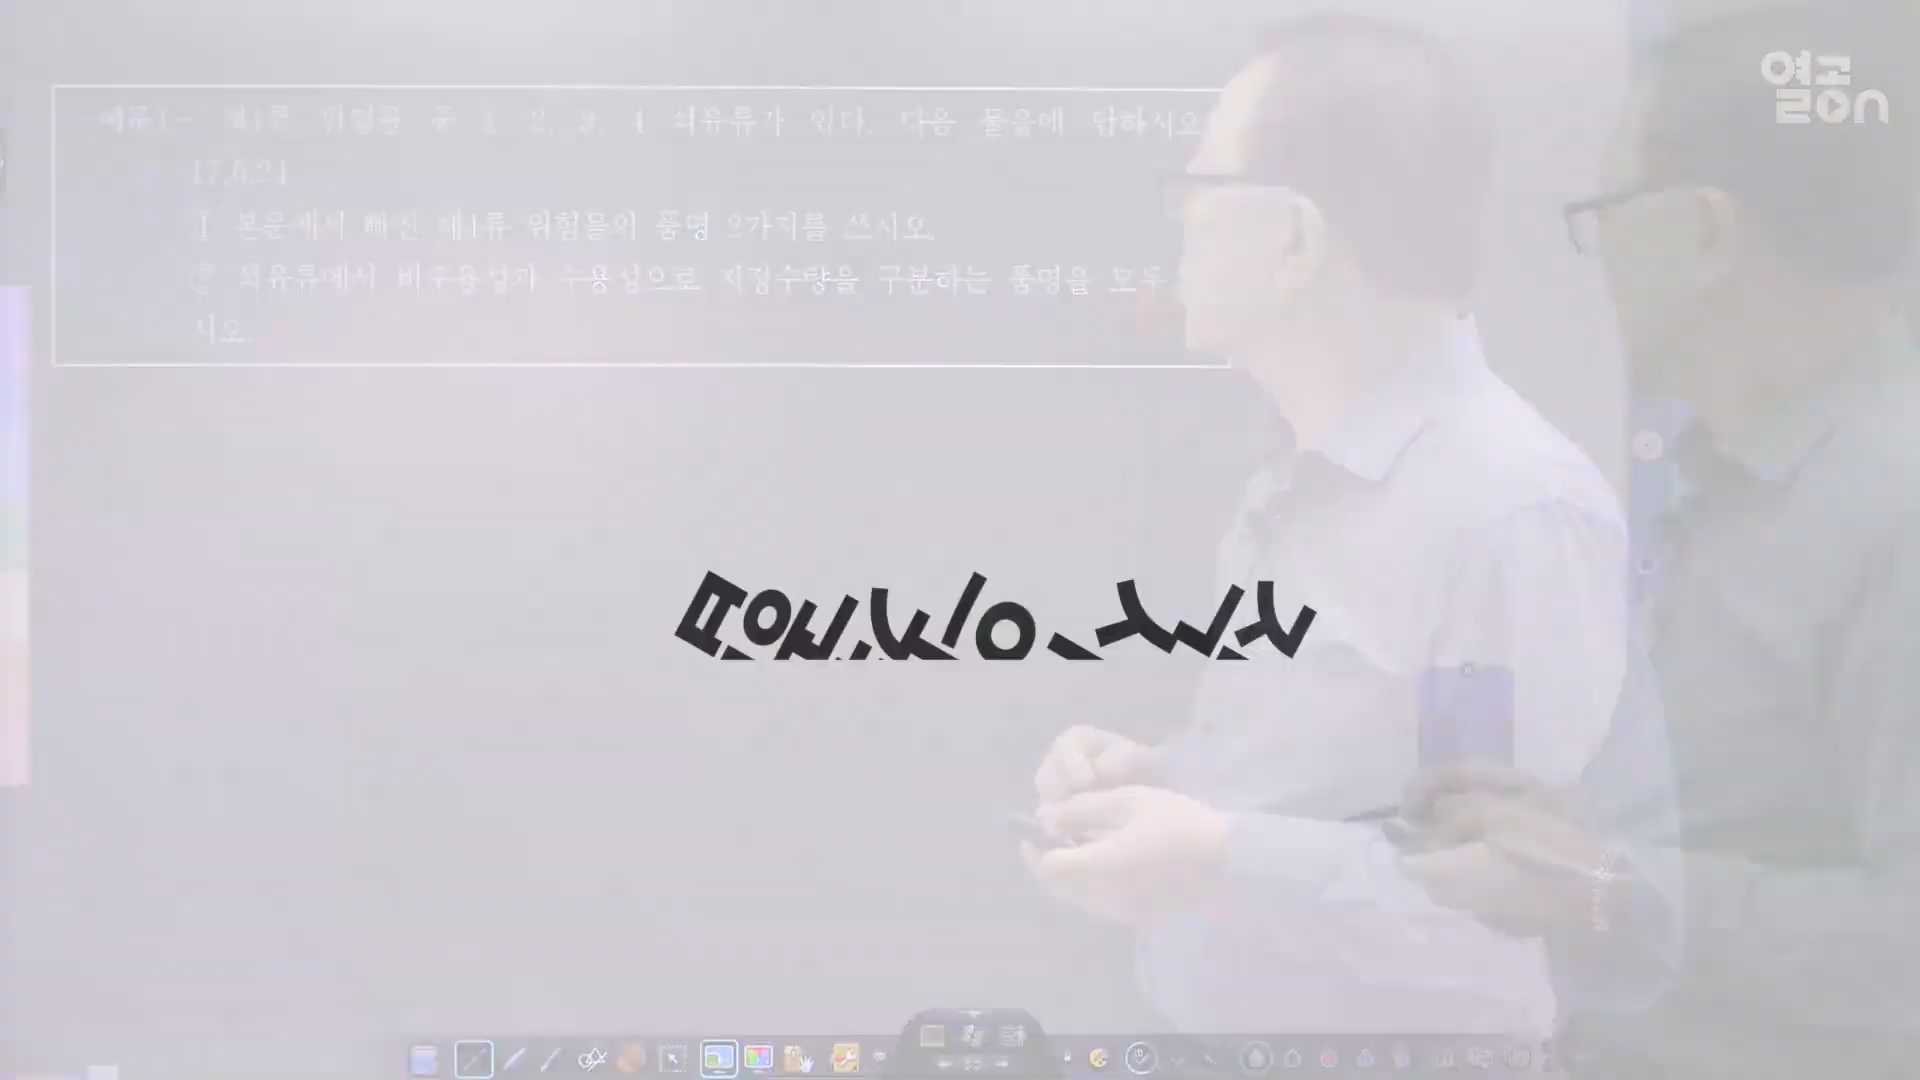 열고
ON
-예문1- 제4류 위험물 중 1, 2, 3, 4 석유류가 있다. 다음 물음에 답하시오.
17.6.24
① 본문에서 빠진 제4류 위험물의 품명 2가지를 쓰시오.
② 석유류에서 비수용성과 수용성으로 지정수량을 구분하는 품명을 모두
시오.